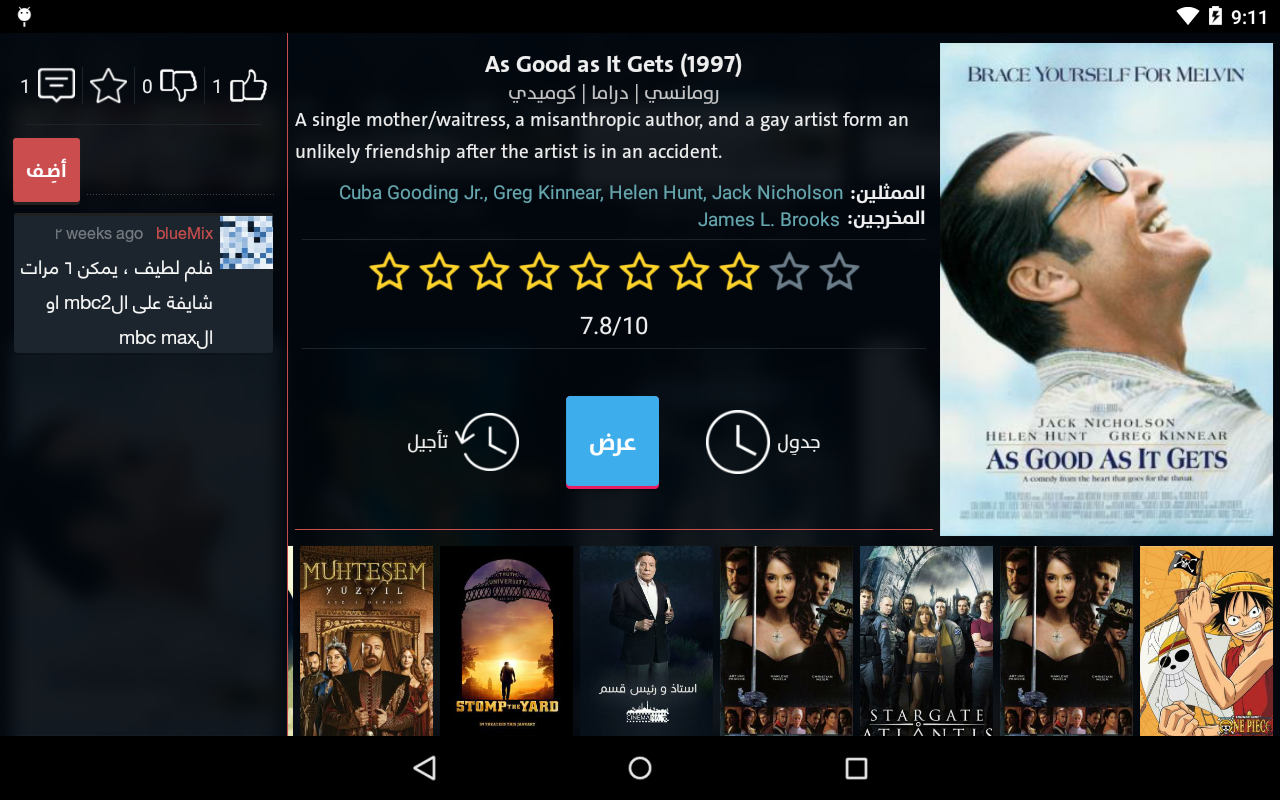 9:11
1
0
1
أضِف
blueMix
٢ weeks ago
فلم لطيف ، يمكن ٦ مرات
شايفة على الmbc2 او
الmbc max
As Good as It Gets (1997)
رومانسي | دراما | كوميدي
A single mother/waitress, a misanthropic author, and a gay artist form an
unlikely friendship after the artist is in an accident.
الممثلين: Cuba Gooding Jr., Greg Kinnear, Helen Hunt, Jack Nicholson
المخرجين: James L. Brooks
7.8/10
جدوِل
عرض
تأجيل
BRACE YOURSELF FOR MELVIN
JACK NICHOLSON
HELEN HUNT GREG KINNEAR
AS GOOD AS IT GETS
A comedy from the heart that goes for the throat.
MUHTEŞEM
YÜZYIL
TRUTH
UNIVERSITY
STOMP THE YARD
استاذ و رئيس قسم
CINEMA
STARGATE
ATLANTIS
ONE PIECE